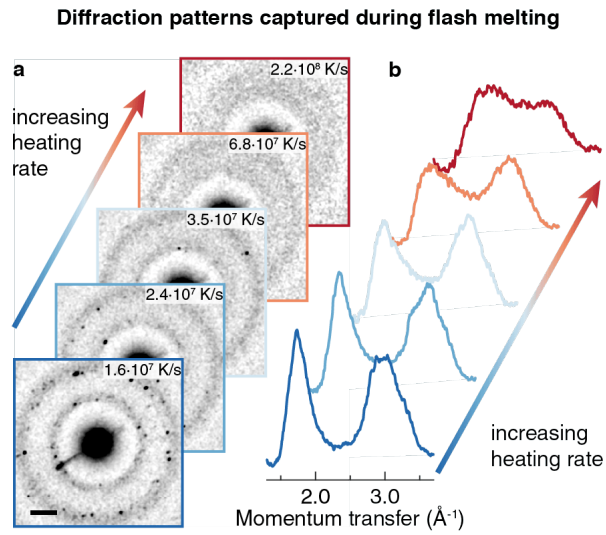 Diffraction patterns captured during flash melting
a
increasing
heating
rate
2.2·10⁸ K/s
6.8·10⁷ K/s
3.5·10⁷ K/s
2.4·10⁷ K/s
1.6·10⁷ K/s
b
increasing
heating rate
2.0 3.0
Momentum transfer (Å⁻¹)